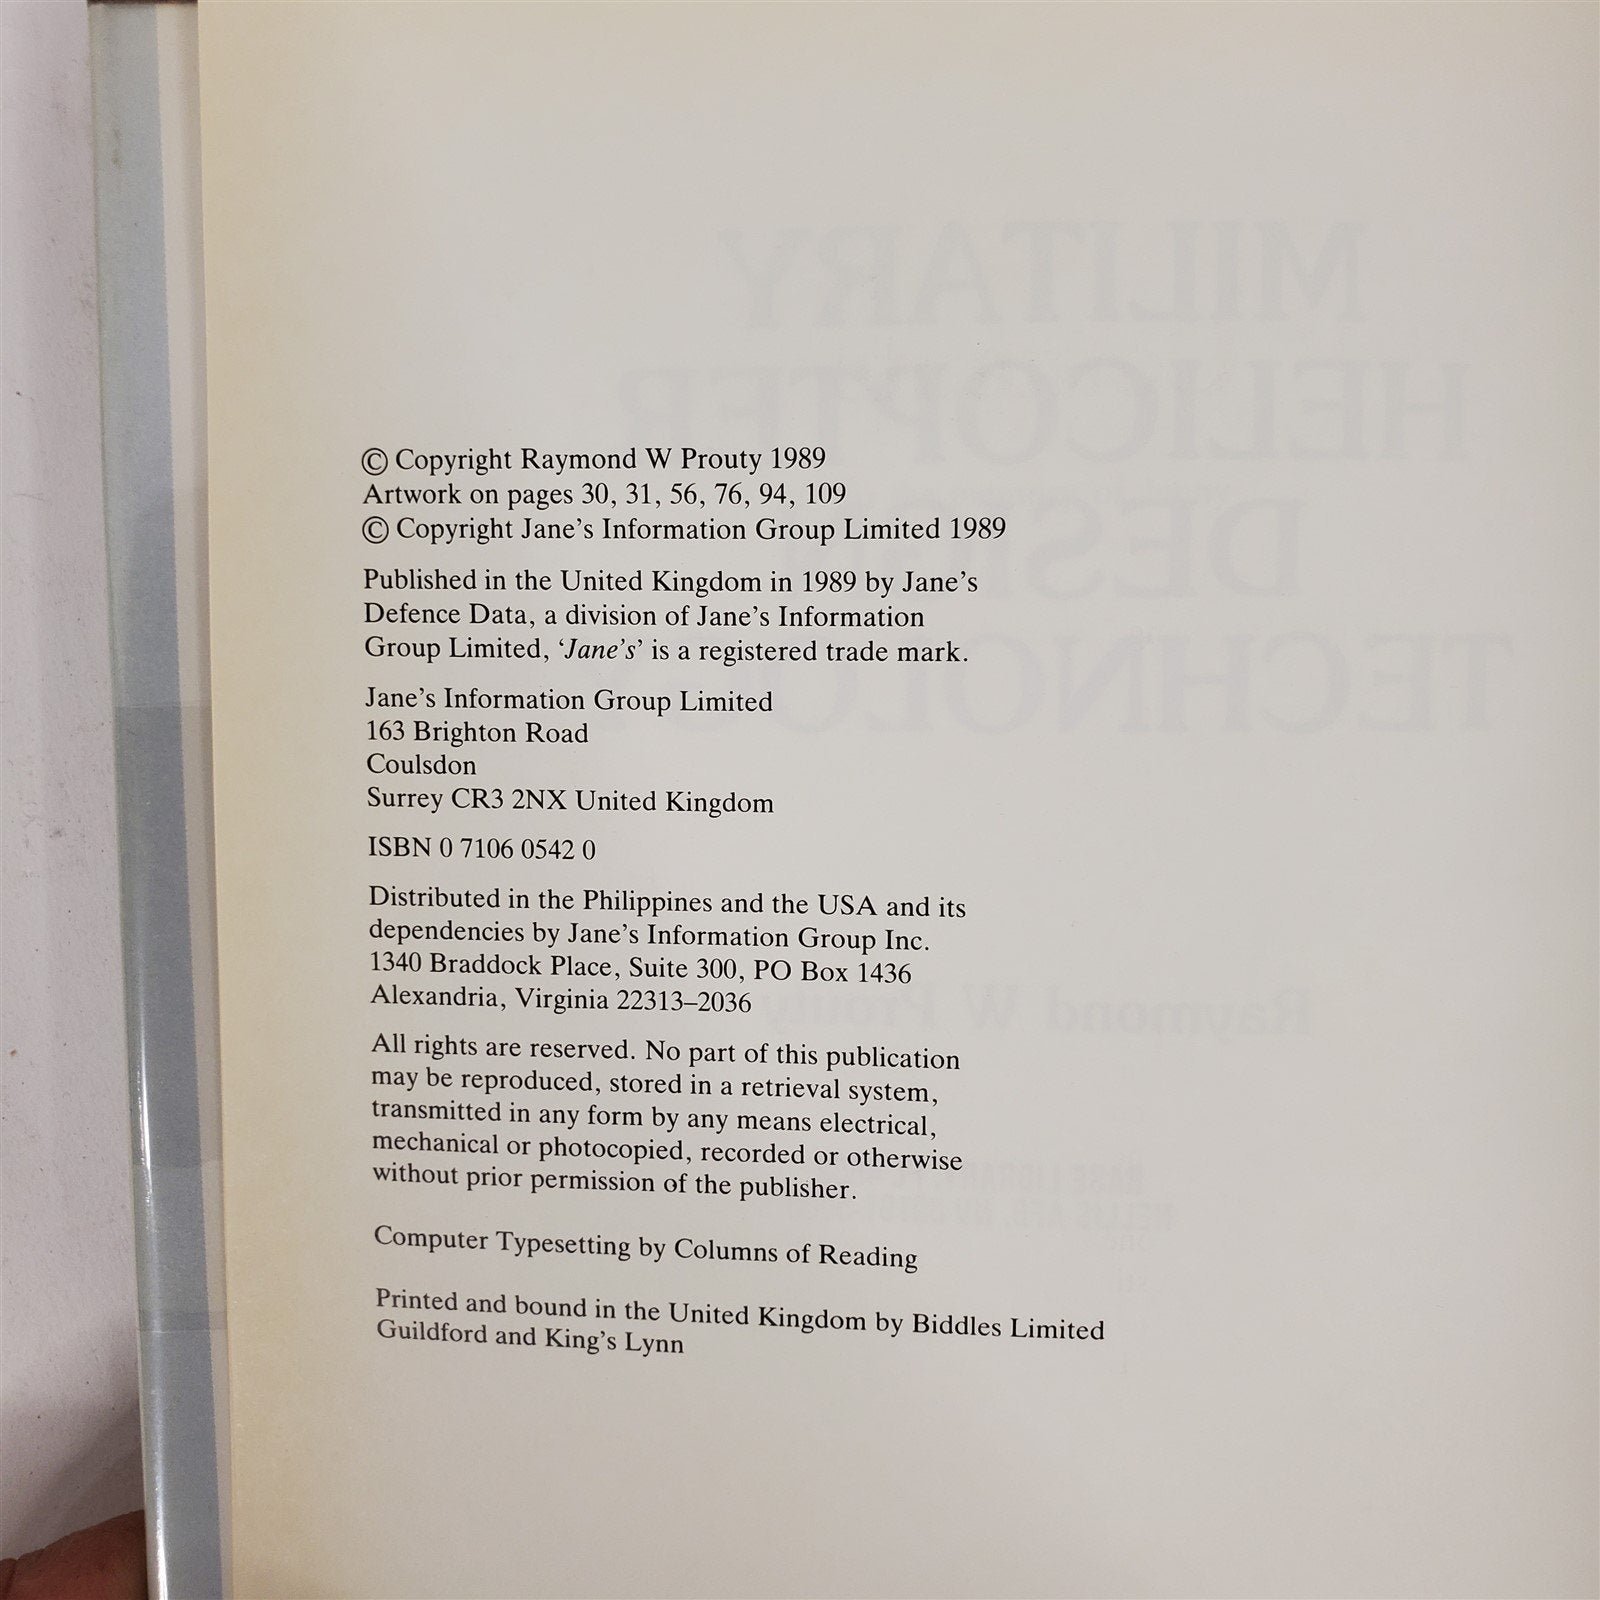 © Copyright Raymond W Prouty 1989
Artwork on pages 30, 31, 56, 76, 94, 109
© Copyright Jane's Information Group Limited 1989
Published in the United Kingdom in 1989 by Jane's
Defence Data, a division of Jane's Information
Group Limited, 'Jane's' is a registered trade mark.
Jane's Information Group Limited
163 Brighton Road
Coulsdon
Surrey CR3 2NX United Kingdom
ISBN 0 7106 0542 0
Distributed in the Philippines and the USA and its
dependencies by Jane's Information Group Inc.
1340 Braddock Place, Suite 300, PO Box 1436
Alexandria, Virginia 22313–2036
All rights are reserved. No part of this publication
may be reproduced, stored in a retrieval system,
transmitted in any form by any means electrical,
mechanical or photocopied, recorded or otherwise
without prior permission of the publisher.
Computer Typesetting by Columns of Reading
Printed and bound in the United Kingdom by Biddles Limited
Guildford and King's Lynn
MILITARY
HELICOPTER
DESIGN
TECHNOLOGY
Raymond W Prouty